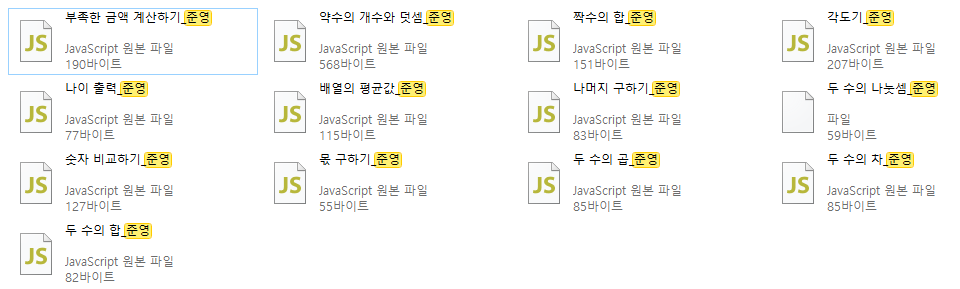 부족한 금액 계산하기_준영
JS
JavaScript 원본 파일
190바이트
약수의 개수와 덧셈_준영
JS
JavaScript 원본 파일
568바이트
짝수의 합_준영
JS
JavaScript 원본 파일
151바이트
각도기_준영
JS
JavaScript 원본 파일
207바이트
나이 출력_준영
JS
JavaScript 원본 파일
77바이트
배열의 평균값_준영
JS
JavaScript 원본 파일
115바이트
나머지 구하기_준영
JS
JavaScript 원본 파일
83바이트
두 수의 나눗셈_준영
파일
59바이트
숫자 비교하기_준영
JS
JavaScript 원본 파일
127바이트
몫 구하기_준영
JS
JavaScript 원본 파일
55바이트
두 수의 곱_준영
JS
JavaScript 원본 파일
85바이트
두 수의 차_준영
JS
JavaScript 원본 파일
85바이트
두 수의 합_준영
JS
JavaScript 원본 파일
82바이트